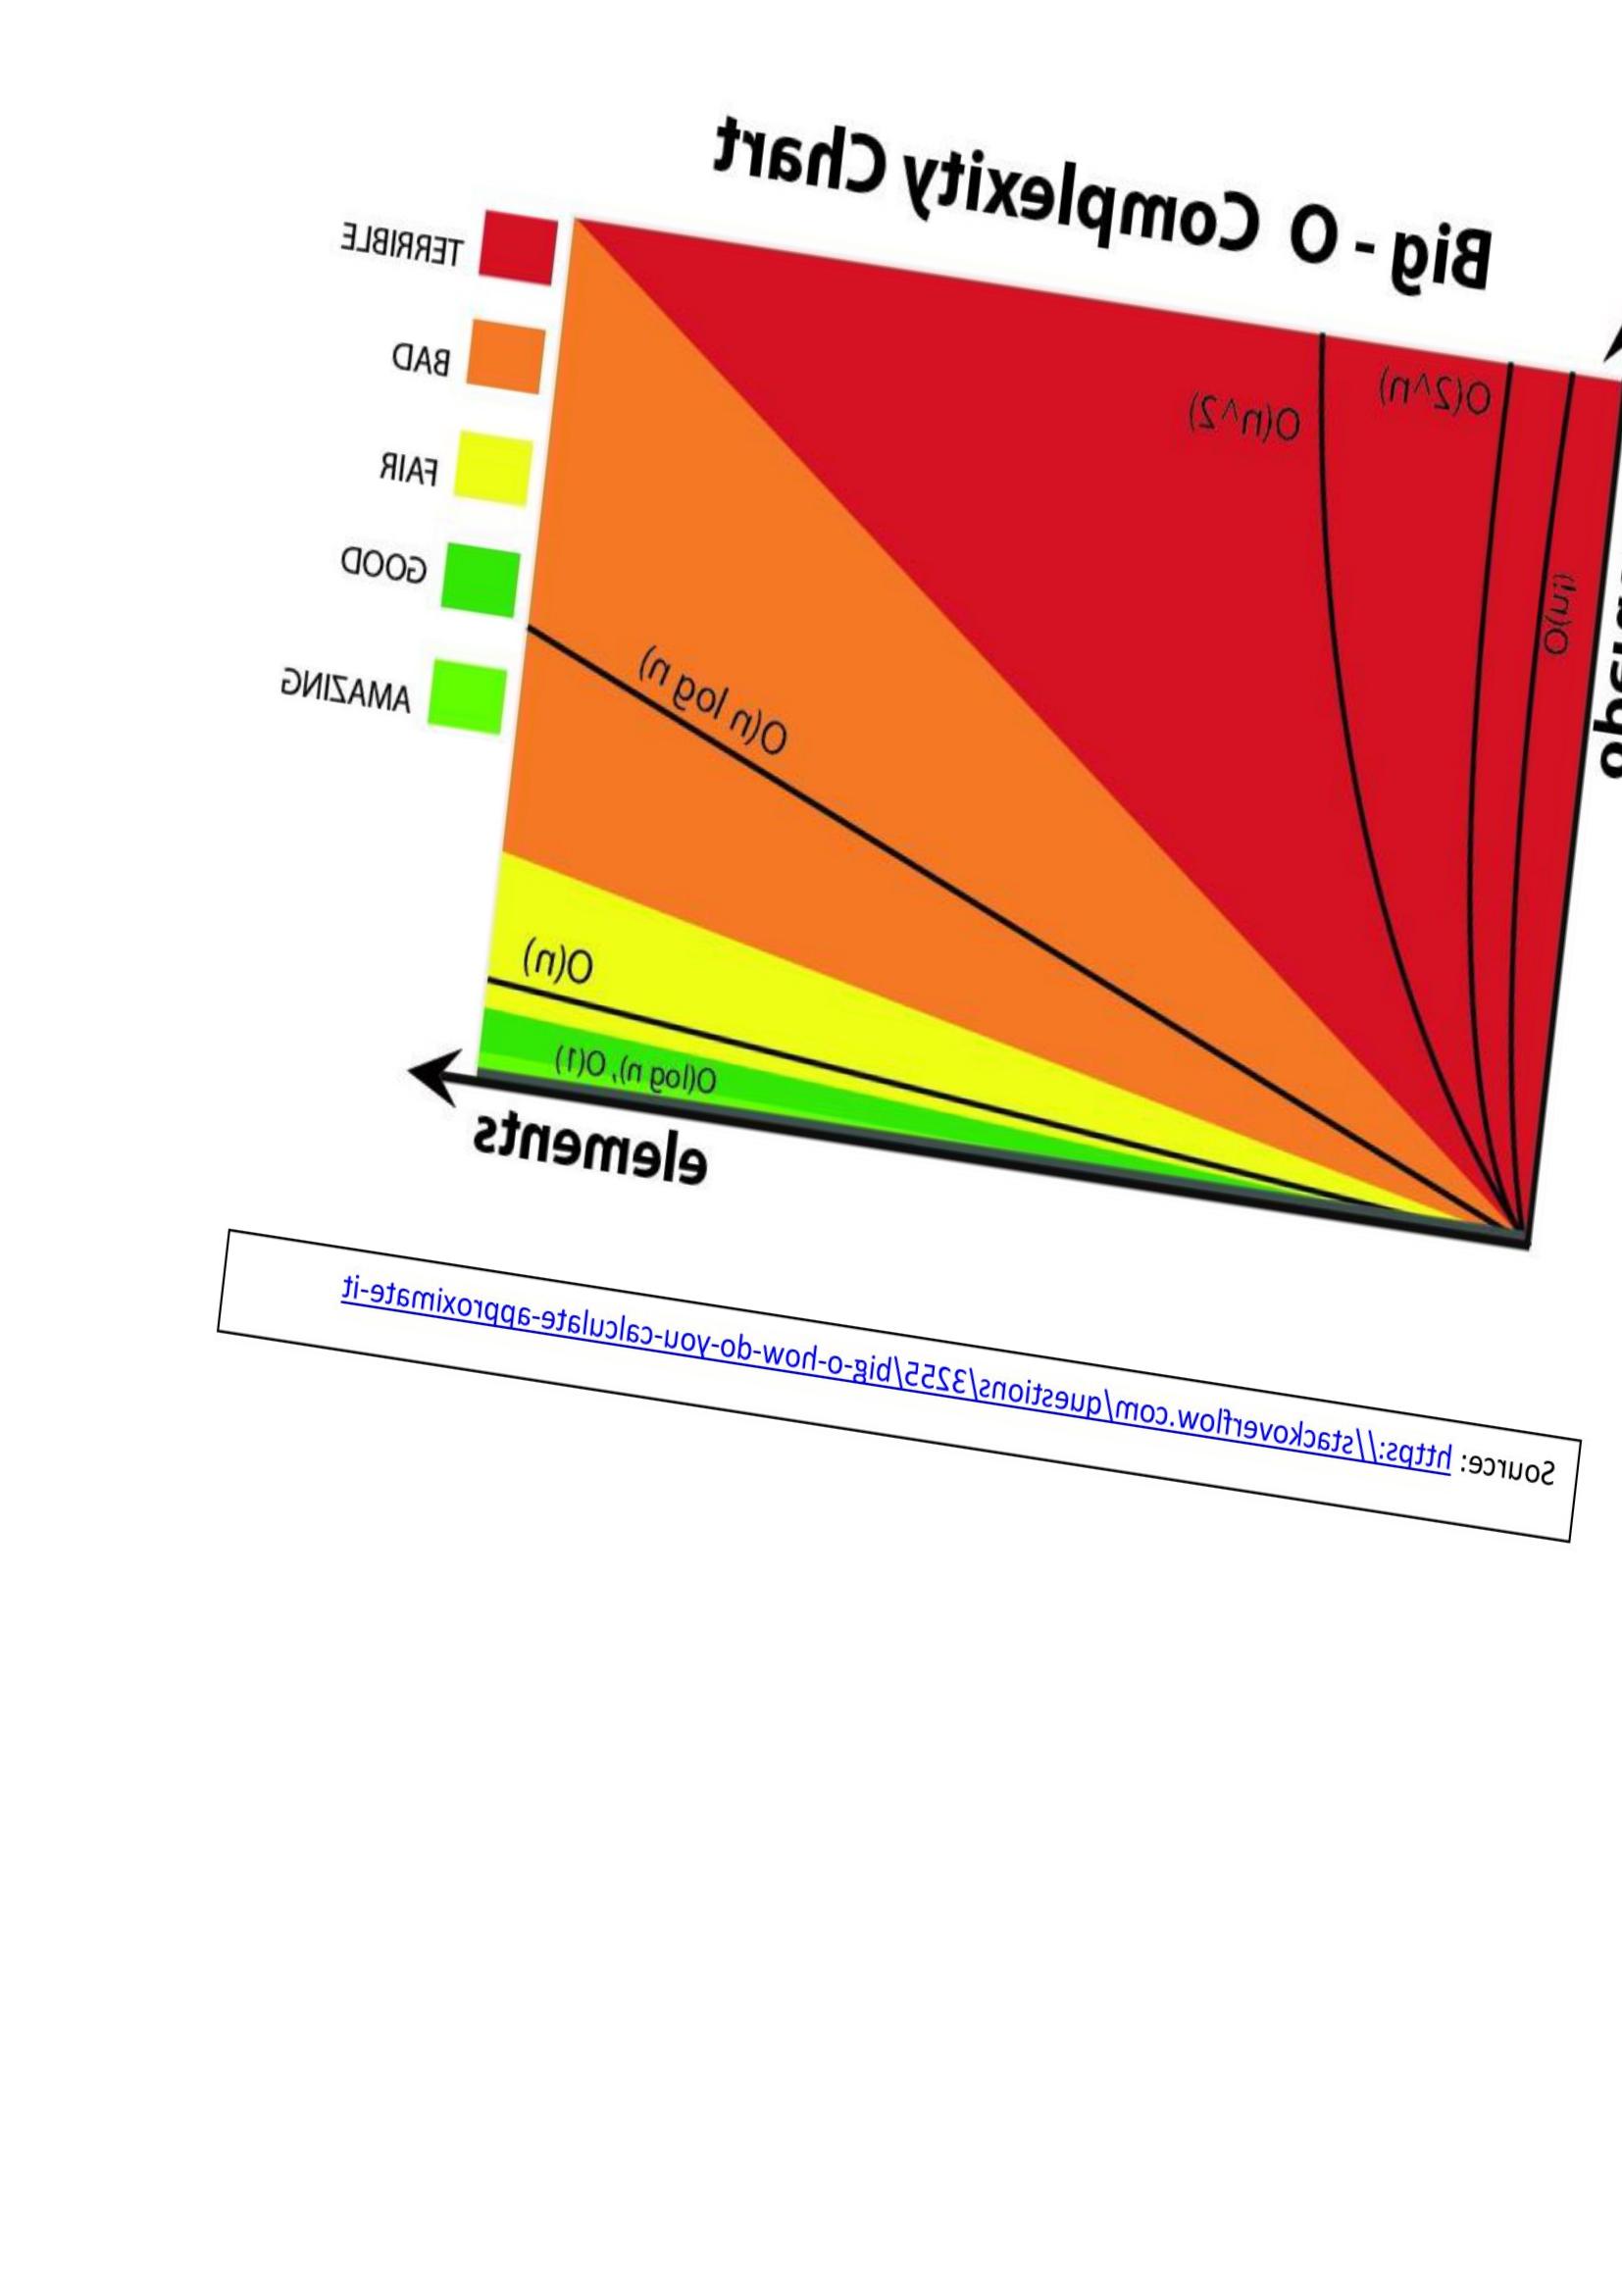 Big - O Complexity Chart
TERRIBLE
BAD
FAIR
GOOD
AMAZING
O(n!)
O(2^n)
O(n^2)
O(n log n)
O(n)
O(log n), O(1)
elements
Source: https://stackoverflow.com/questions/3255/big-o-how-do-you-calculate-approximate-it